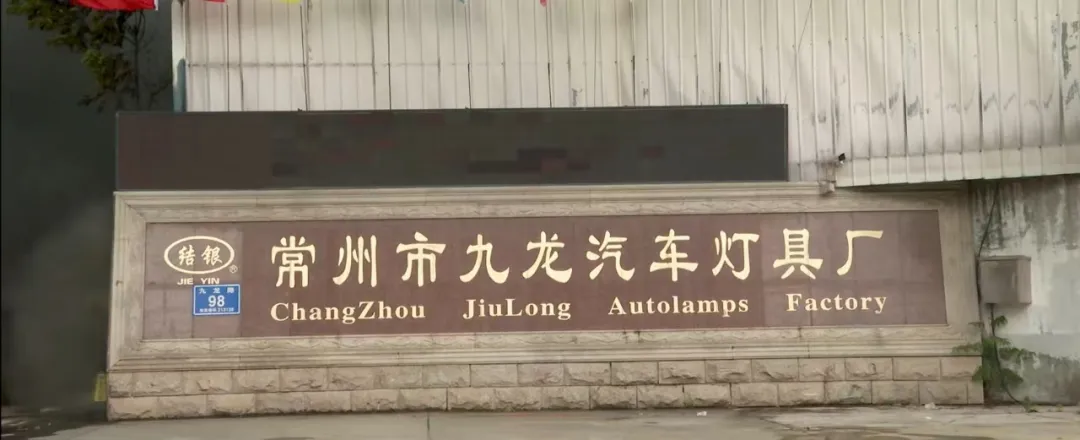 结银®
JIE YIN
九龙路
98
常州市九龙汽车灯具厂
ChangZhou JiuLong Autolamps Factory